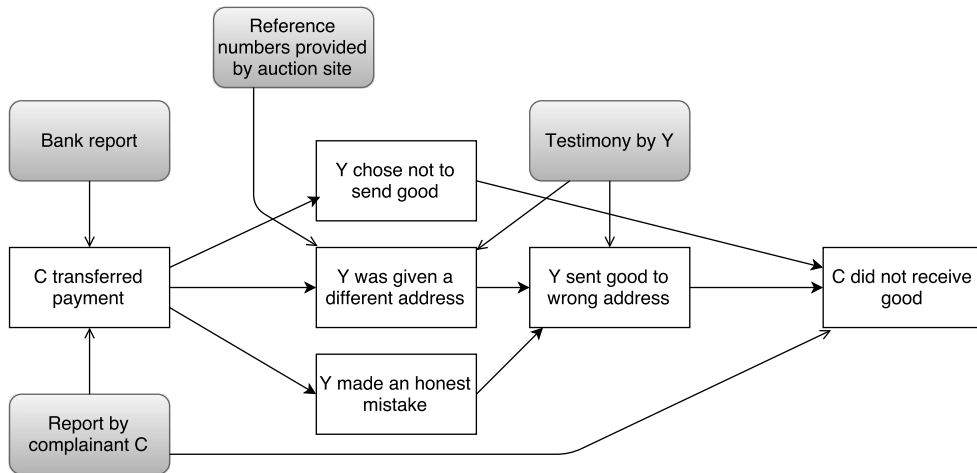 Reference
numbers provided
by auction site
Bank report
Testimony by Y
Y chose not to
send good
C transferred
payment
Y was given a
different address
Y sent good to
wrong address
C did not receive
good
Y made an honest
mistake
Report by
complainant C